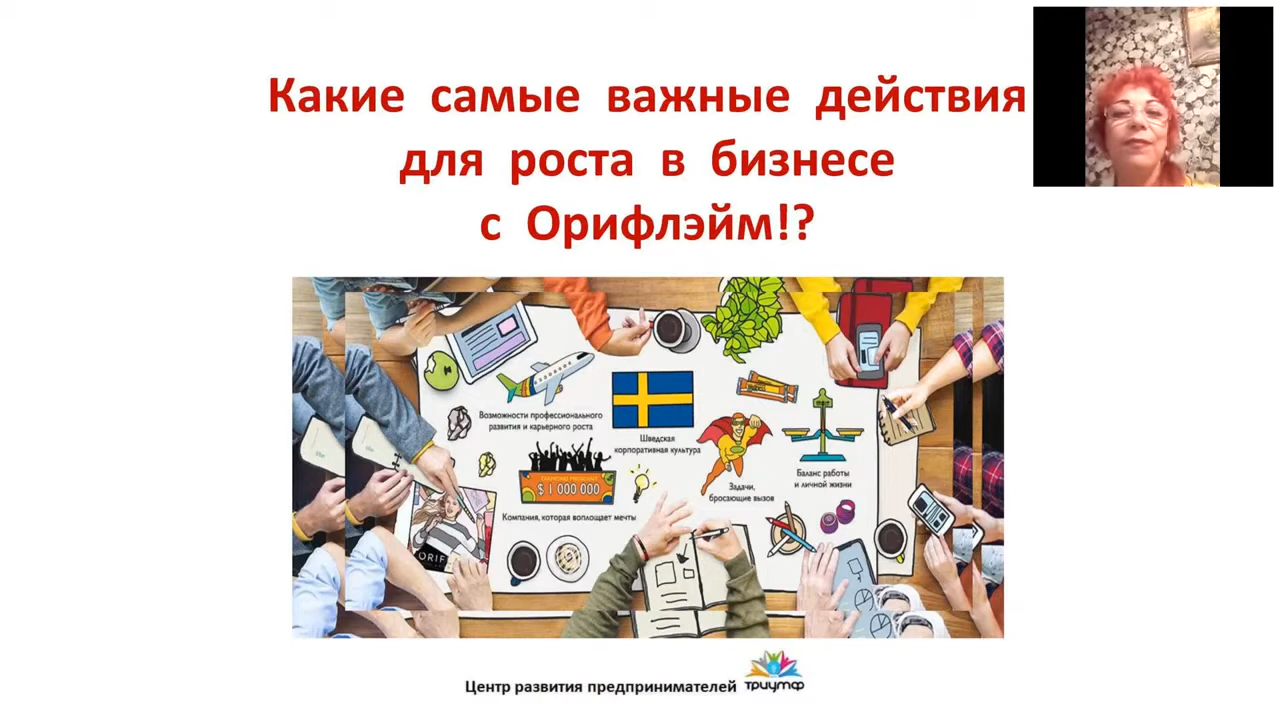 Какие самые важные действия
для роста в бизнесе
с Орифлэйм!?
Возможности профессионального
развития и карьерного роста
Шведская
корпоративная культура
$ 1 000 000
Задачи,
бросающие вызов
Баланс работы
и личной жизни
Компания, которая воплощает мечты
ORIF
Центр развития предпринимателей
триумф